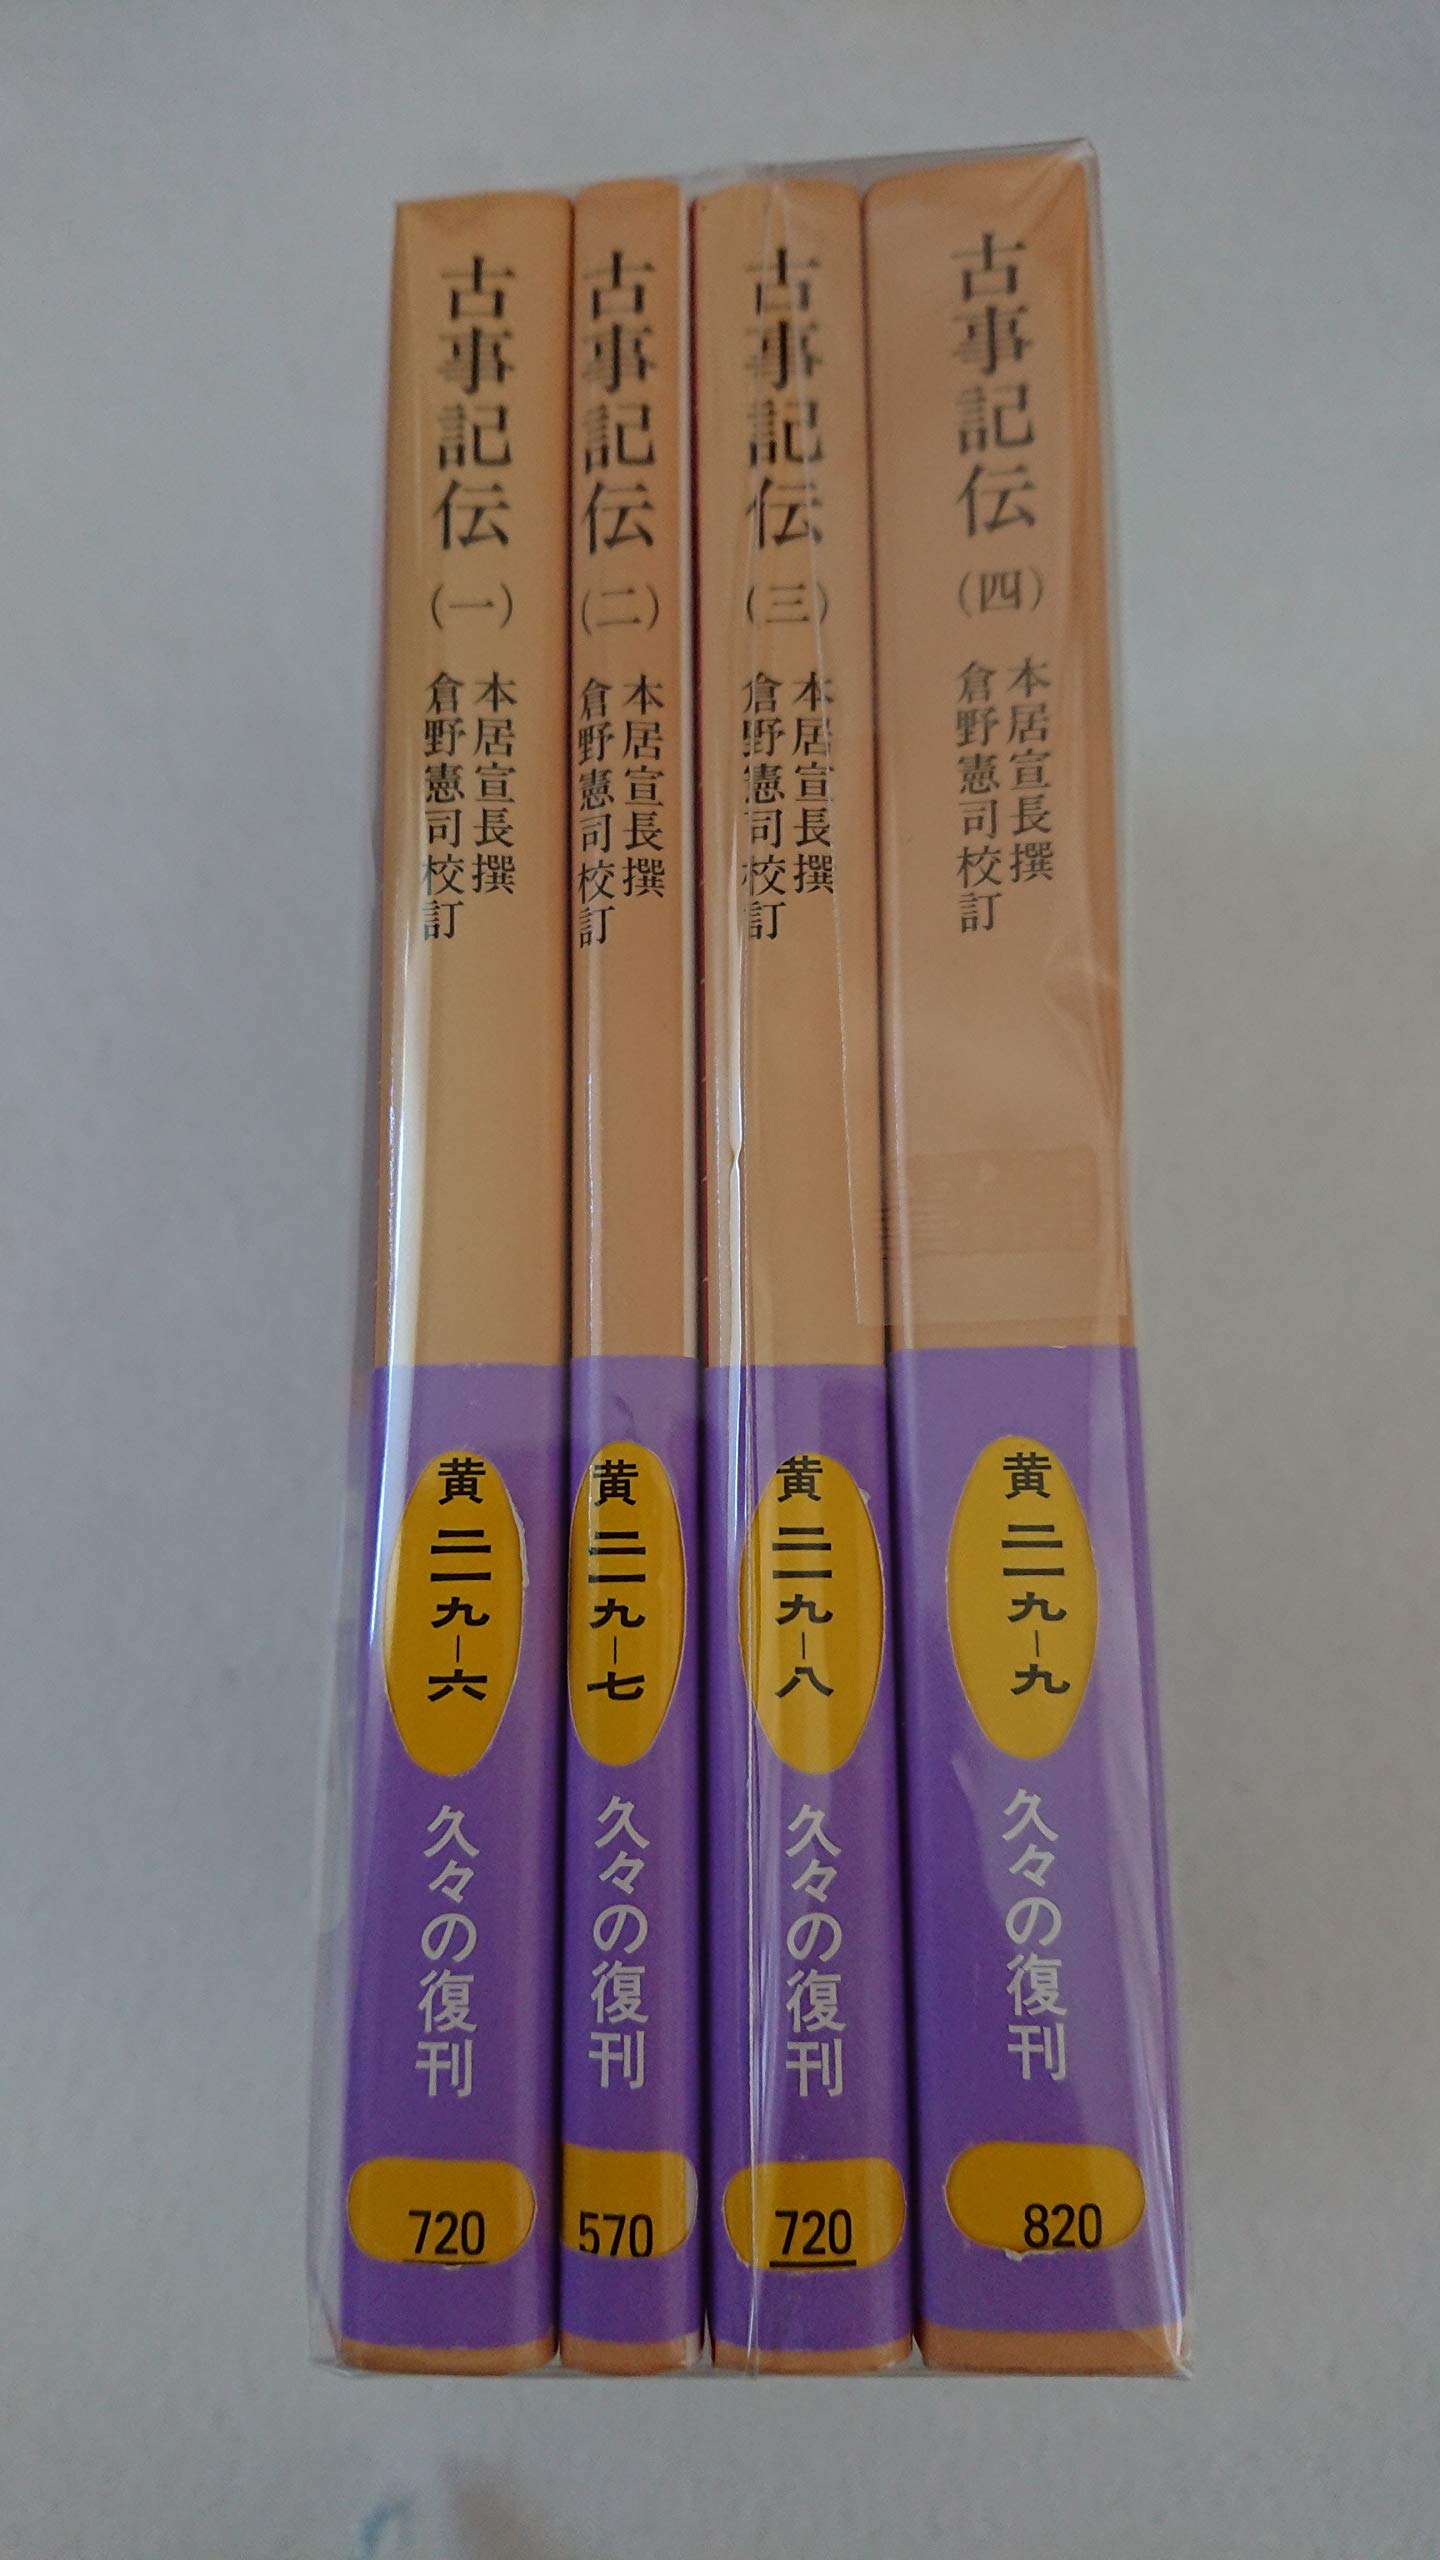 古事記伝(一)
本居宣長撰
倉野憲司校訂
黄二一九-六
久々の復刊
720
古事記伝(二)
本居宣長撰
倉野憲司校訂
黄二一九-七
久々の復刊
570
古事記伝(三)
本居宣長撰
倉野憲司校訂
黄二一九-八
久々の復刊
720
古事記伝(四)
本居宣長撰
倉野憲司校訂
黄二一九-九
久々の復刊
820